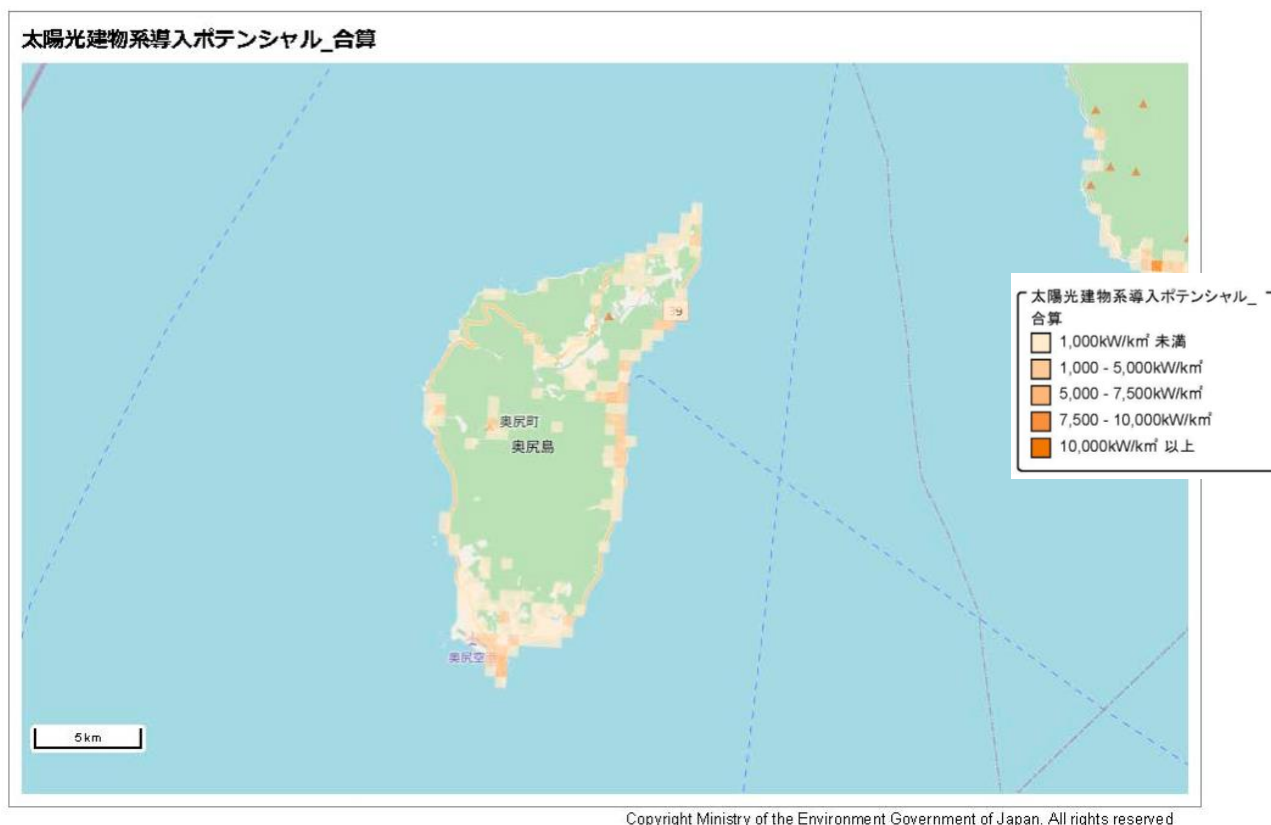 太陽光建物系導入ポテンシャル_合算
奥尻町
奥尻島
奥尻空
5km
太陽光建物系導入ポテンシャル_
合算
1,000kW/k㎡ 未満
1,000 - 5,000kW/k㎡
5,000 - 7,500kW/k㎡
7,500 - 10,000kW/k㎡
10,000kW/k㎡ 以上
Copyright Ministry of the Environment Government of Japan. All rights reserved